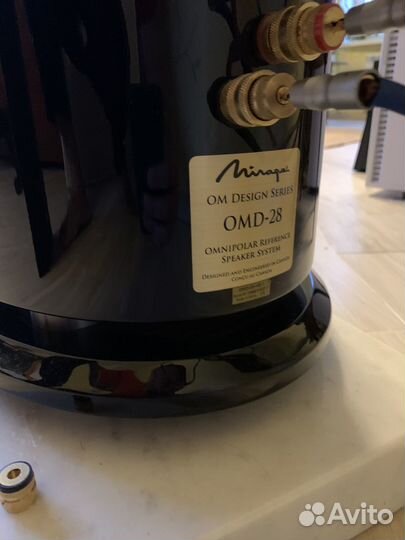 Mirage
OM DESIGN SERIES
OMD-28
OMNIPOLAR REFERENCE
SPEAKER SYSTEM
DESIGNED AND ENGINEERED IN CANADA
CONÇU AU CANADA
Avito